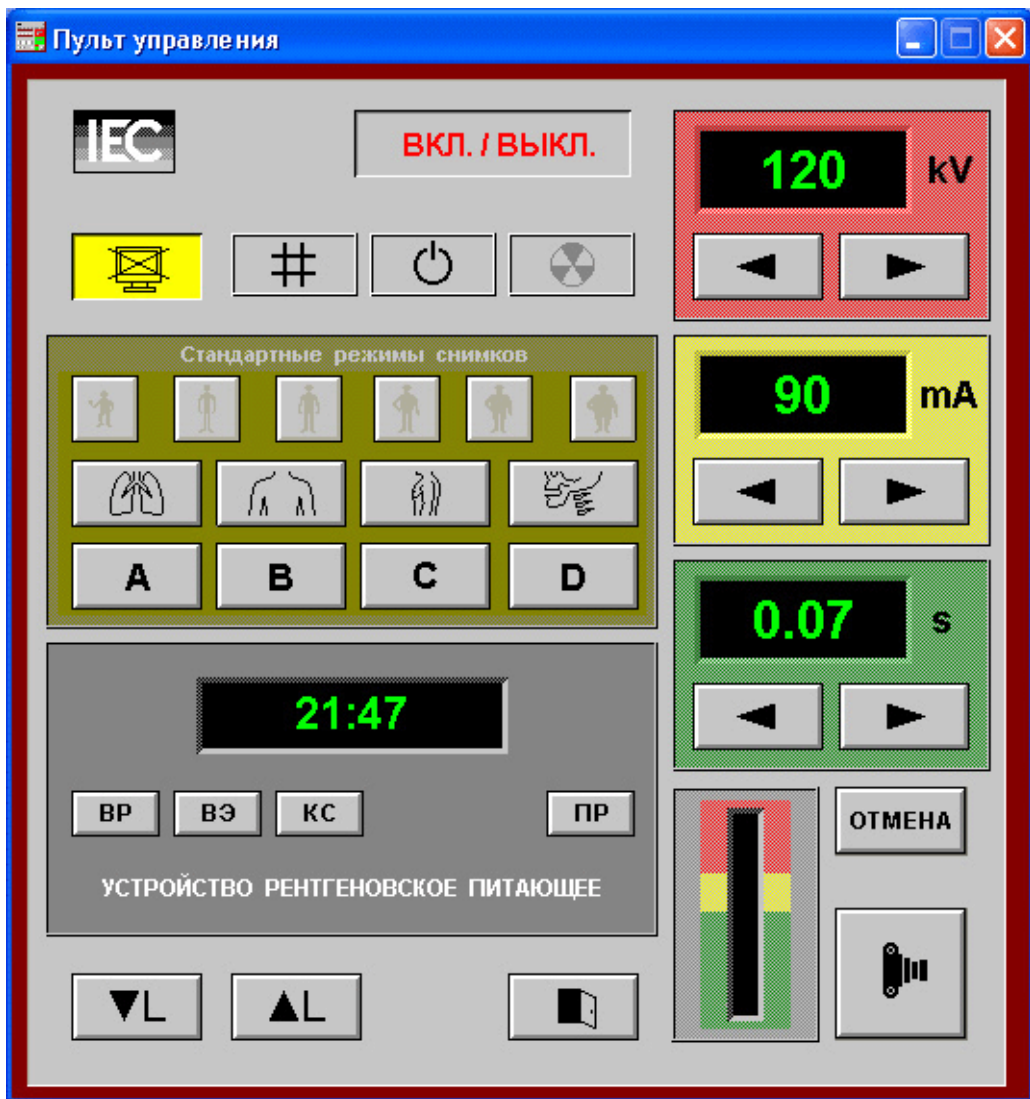 Пульт управления
IEC
ВКЛ. / ВЫКЛ.
120 kV
Стандартные режимы снимков
90 mA
A B C D
0.07 s
21:47
ВР ВЭ КС ПР
ОТМЕНА
УСТРОЙСТВО РЕНТГЕНОВСКОЕ ПИТАЮЩЕЕ
▼L ▲L